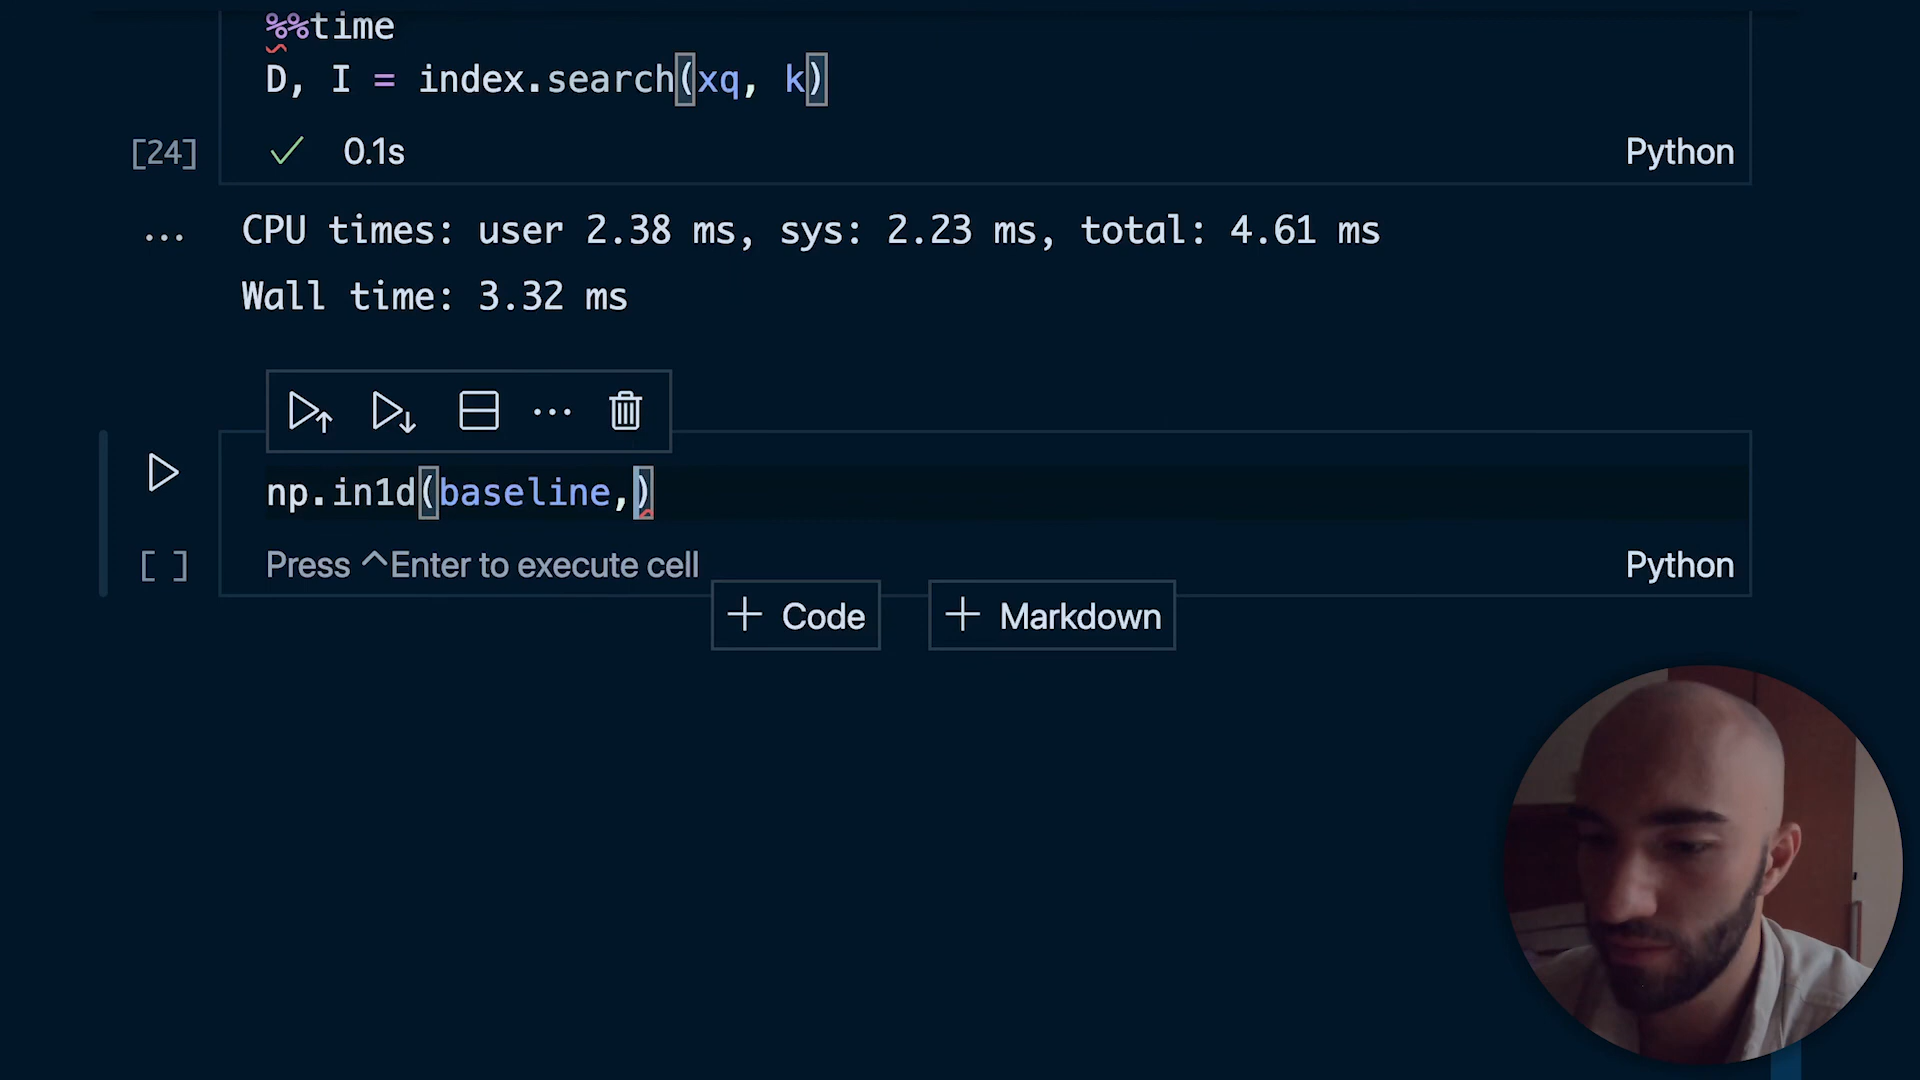 %%time
D, I = index.search(xq, k)
[24]
0.1s
Python
... CPU times: user 2.38 ms, sys: 2.23 ms, total: 4.61 ms
Wall time: 3.32 ms
np.in1d(baseline,)
[ ]
Press ^Enter to execute cell
Python
+ Code
+ Markdown